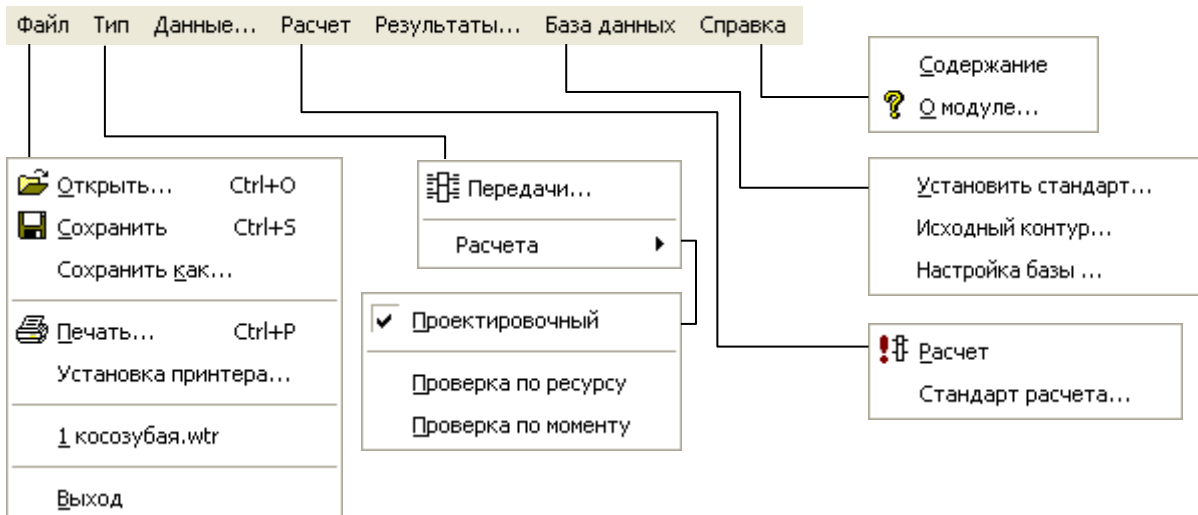 Файл Тип Данные... Расчет Результаты... База данных Справка
Содержание
О модуле...
Открыть... Ctrl+O
Сохранить Ctrl+S
Сохранить как...
Печать... Ctrl+P
Установка принтера...
1 косозубая.wtr
Выход
Передачи...
Расчета
Проектировочный
Проверка по ресурсу
Проверка по моменту
Установить стандарт...
Исходный контур...
Настройка базы ...
Расчет
Стандарт расчета...